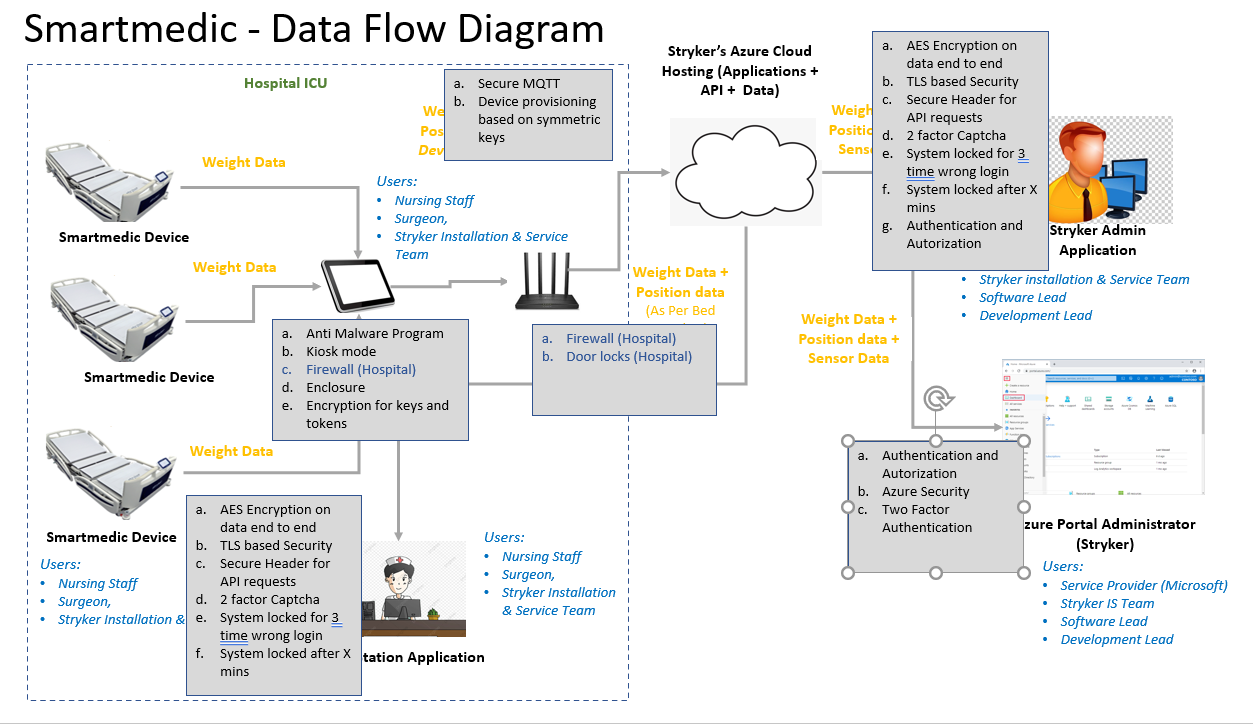 Smartmedic - Data Flow Diagram
Hospital ICU
a. Secure MQTT
b. Device provisioning
based on symmetric
keys
We
Pos
Dev
Weight Data
Smartmedic Device
Users:
• Nursing Staff
• Surgeon,
• Stryker Installation & Service
Team
Weight Data
Smartmedic Device
a. Anti Malware Program
b. Kiosk mode
c. Firewall (Hospital)
d. Enclosure
e. Encryption for keys and
tokens
Weight Data +
Position data
(As Per Bed
a. Firewall (Hospital)
b. Door locks (Hospital)
Weight Data
Smartmedic Device
Users:
• Nursing Staff
• Surgeon,
• Stryker Installation &
a. AES Encryption on
data end to end
b. TLS based Security
c. Secure Header for
API requests
d. 2 factor Captcha
e. System locked for 3
time wrong login
f. System locked after X
mins
tation Application
Users:
• Nursing Staff
• Surgeon,
• Stryker Installation
& Service Team
Stryker's Azure Cloud
Hosting (Applications +
API + Data)
Weigh
Positio
Senso
a. AES Encryption on
data end to end
b. TLS based Security
c. Secure Header for
API requests
d. 2 factor Captcha
e. System locked for 3
time wrong login
f. System locked after X
mins
g. Authentication and
Autorization
Stryker Admin
Application
• Stryker installation & Service Team
• Software Lead
• Development Lead
Weight Data +
Position data +
Sensor Data
a. Authentication and
Autorization
b. Azure Security
c. Two Factor
Authentication
zure Portal Administrator
(Stryker)
Users:
• Service Provider (Microsoft)
• Stryker IS Team
• Software Lead
• Development Lead